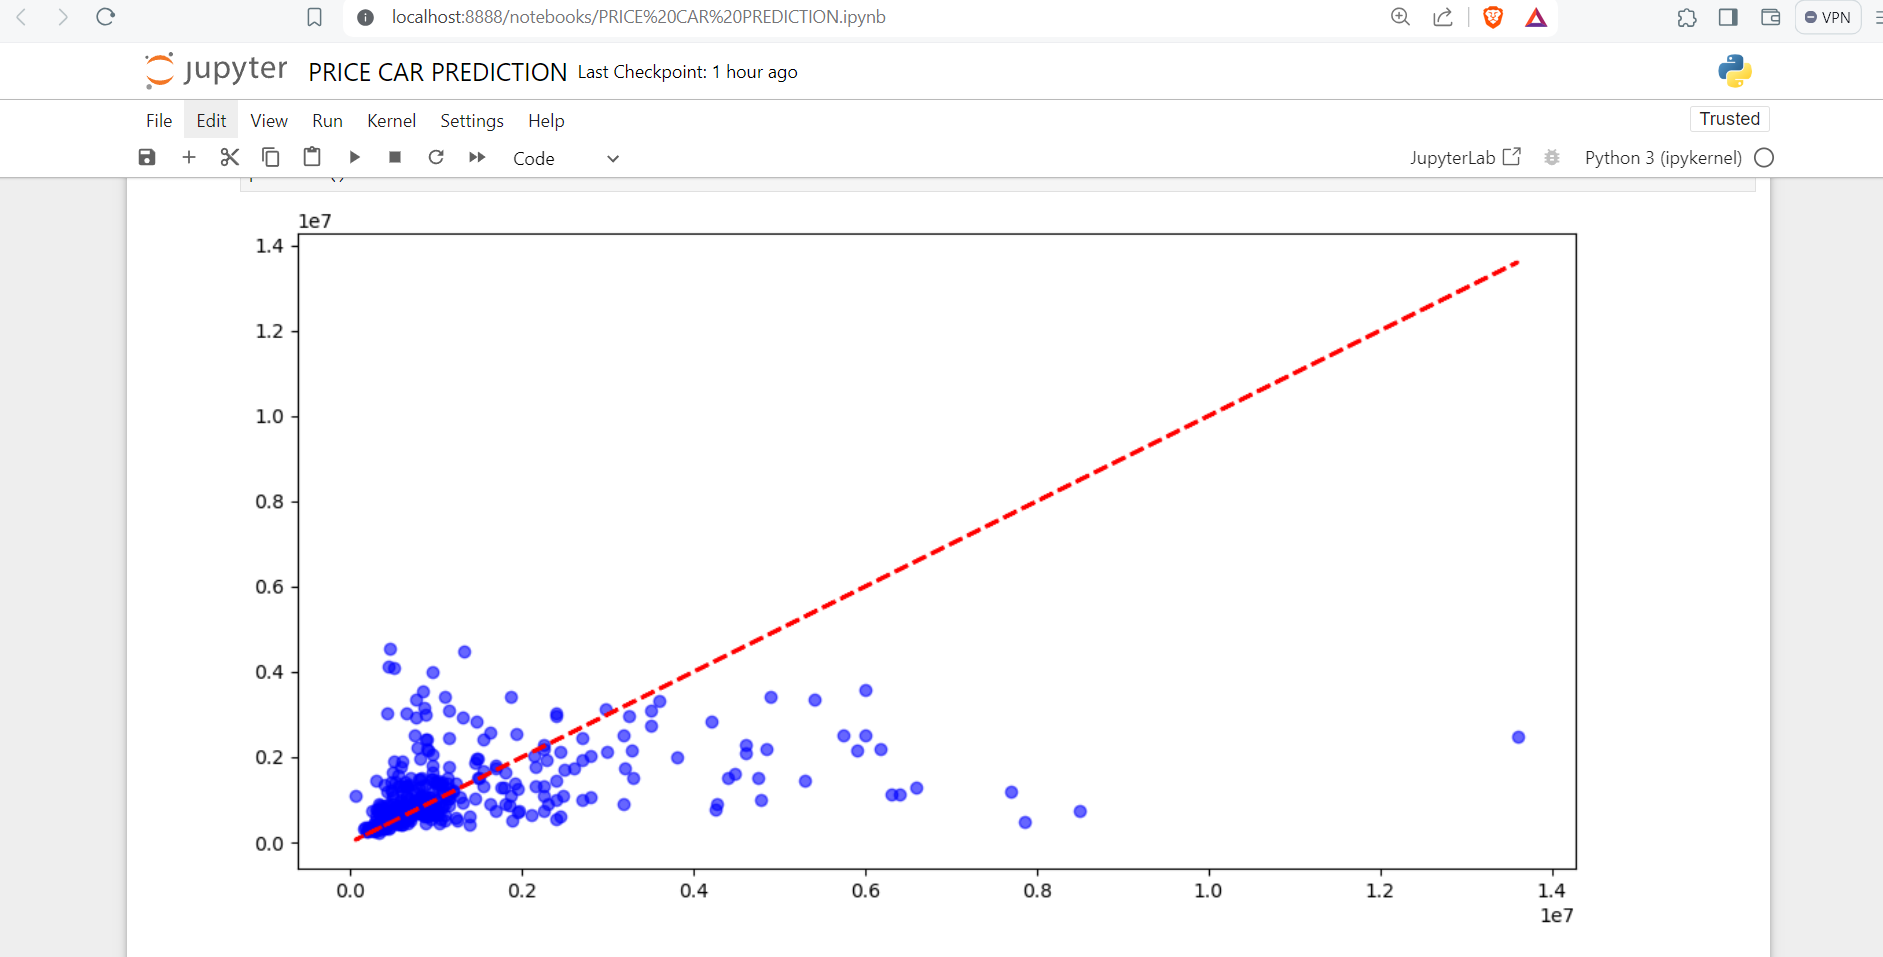 localhost:8888/notebooks/PRICE%20CAR%20PREDICTION.ipynb
VPN
jupyter PRICE CAR PREDICTION Last Checkpoint: 1 hour ago
File Edit View Run Kernel Settings Help
Trusted
Code
JupyterLab
Python 3 (ipykernel)
1e7
1.4
1.2
1.0
0.8
0.6
0.4
0.2
0.0
0.0 0.2 0.4 0.6 0.8 1.0 1.2 1.4
1e7